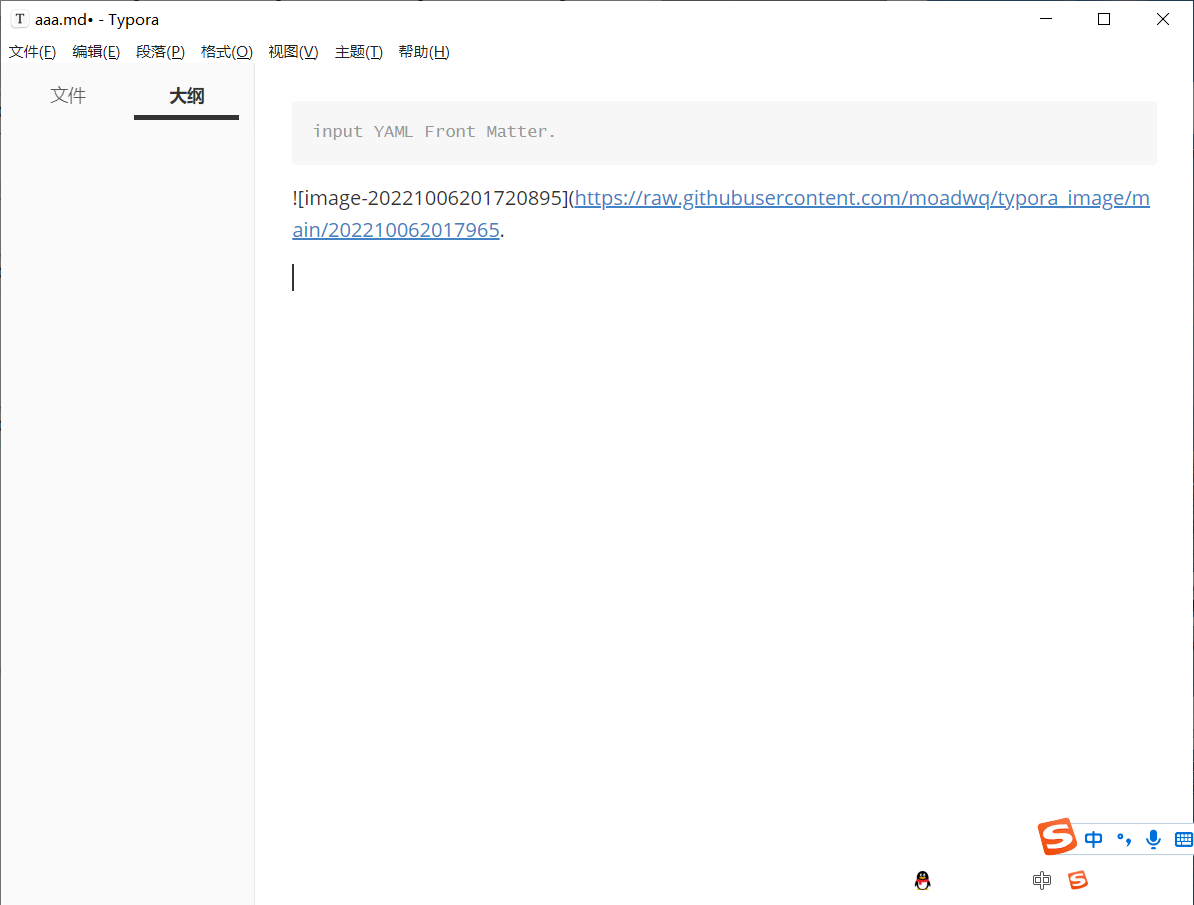 T aaa.md• - Typora
文件(F) 编辑(E) 段落(P) 格式(O) 视图(V) 主题(T) 帮助(H)
文件 大纲
input YAML Front Matter.
![image-20221006201720895](https://raw.githubusercontent.com/moadwq/typora_image/m
ain/202210062017965.
S 中 °,
中 S